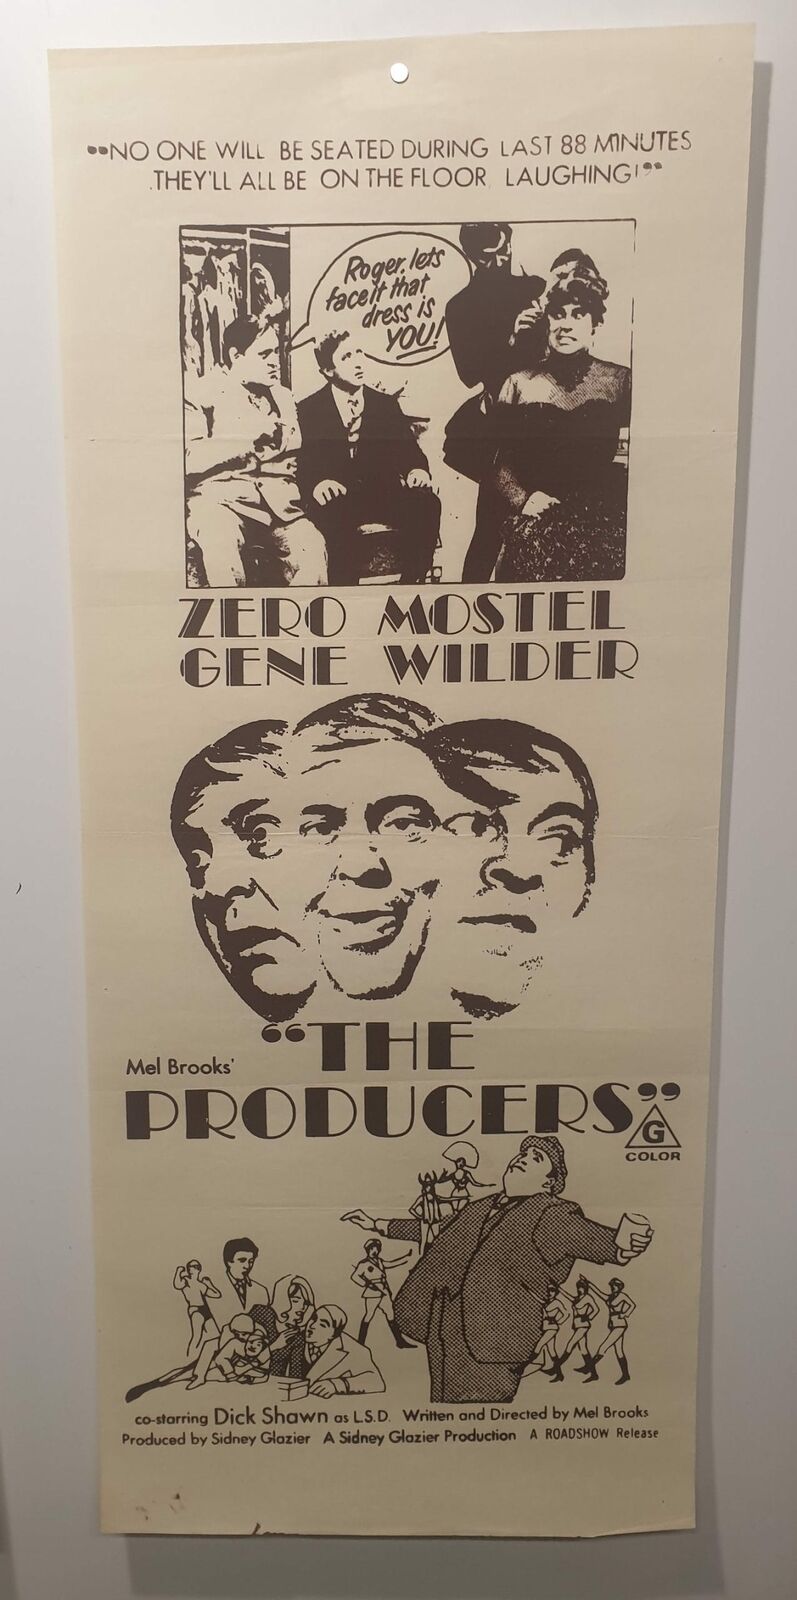 “NO ONE WILL BE SEATED DURING LAST 88 MINUTES
THEY'LL ALL BE ON THE FLOOR LAUGHING!”
Roger, lets
face it that
dress is
YOU!
ZERO MOSTEL
GENE WILDER
“THE
Mel Brooks'
PRODUCERS”
G
COLOR
co-starring Dick Shawn as L.S.D. Written and Directed by Mel Brooks
Produced by Sidney Glazier A Sidney Glazier Production A ROADSHOW Release